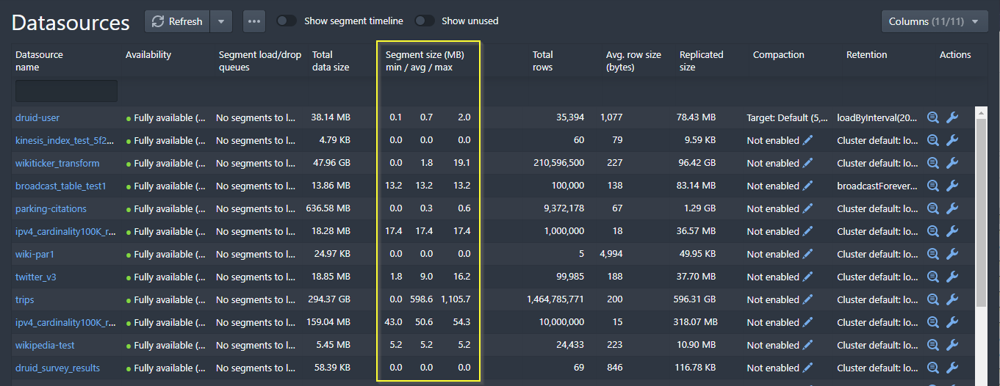 Datasources Refresh ••• Show segment timeline Show unused Columns (11/11)
Datasource name Availability Segment load/drop queues Total data size Segment size (MB) min / avg / max Total rows Avg. row size (bytes) Replicated size Compaction Retention Actions
druid-user Fully available (... No segments to l... 38.14 MB 0.1 0.7 2.0 35,394 1,077 78.43 MB Target: Default (5,... loadByInterval(20...
kinesis_index_test_5f2... Fully available (... No segments to l... 4.79 KB 0.0 0.0 0.0 60 79 9.59 KB Not enabled Cluster default: lo...
wikiticker_transform Fully available (... No segments to l... 47.96 GB 0.0 1.8 19.1 210,596,500 227 96.42 GB Not enabled Cluster default: lo...
broadcast_table_test1 Fully available (... No segments to l... 13.86 MB 13.2 13.2 13.2 100,000 138 83.14 MB Not enabled broadcastForever...
parking-citations Fully available (... No segments to l... 636.58 MB 0.0 0.3 0.6 9,372,178 67 1.29 GB Not enabled Cluster default: lo...
ipv4_cardinality100K_r... Fully available (... No segments to l... 18.28 MB 17.4 17.4 17.4 1,000,000 18 36.57 MB Not enabled Cluster default: lo...
wiki-par1 Fully available (... No segments to l... 24.97 KB 0.0 0.0 0.0 5 4,994 49.95 KB Not enabled Cluster default: lo...
twitter_v3 Fully available (... No segments to l... 18.85 MB 1.8 9.0 16.2 99,985 188 37.70 MB Not enabled Cluster default: lo...
trips Fully available (... No segments to l... 294.37 GB 0.0 598.6 1,105.7 1,464,785,771 200 596.31 GB Not enabled Cluster default: lo...
ipv4_cardinality100K_r... Fully available (... No segments to l... 159.04 MB 43.0 50.6 54.3 10,000,000 15 318.07 MB Not enabled Cluster default: lo...
wikipedia-test Fully available (... No segments to l... 5.45 MB 5.2 5.2 5.2 24,433 223 10.90 MB Not enabled Cluster default: lo...
druid_survey_results Fully available (... No segments to l... 58.39 KB 0.0 0.0 0.0 69 846 116.78 KB Not enabled Cluster default: lo...